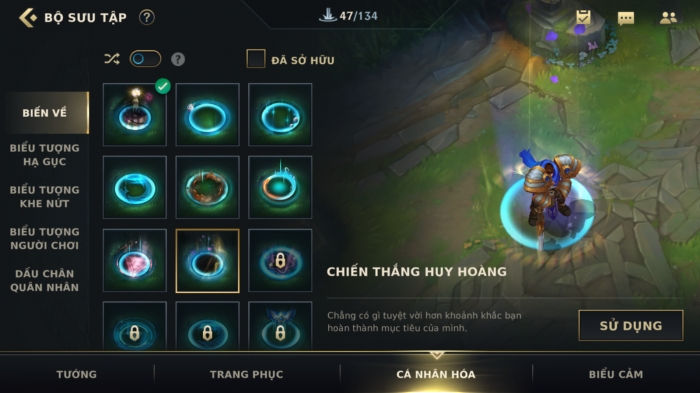 BỘ SƯU TẬP ?
47/134
? ĐÃ SỞ HỮU
BIẾN VỀ
BIỂU TƯỢNG
HẠ GỤC
BIỂU TƯỢNG
KHE NỨT
BIỂU TƯỢNG
NGƯỜI CHƠI
DẤU CHÂN
QUÂN NHÂN
CHIẾN THẮNG HUY HOÀNG
Chẳng có gì tuyệt vời hơn khoảnh khắc bạn
hoàn thành mục tiêu của mình.
SỬ DỤNG
TƯỚNG
TRANG PHỤC
CÁ NHÂN HÓA
BIỂU CẢM